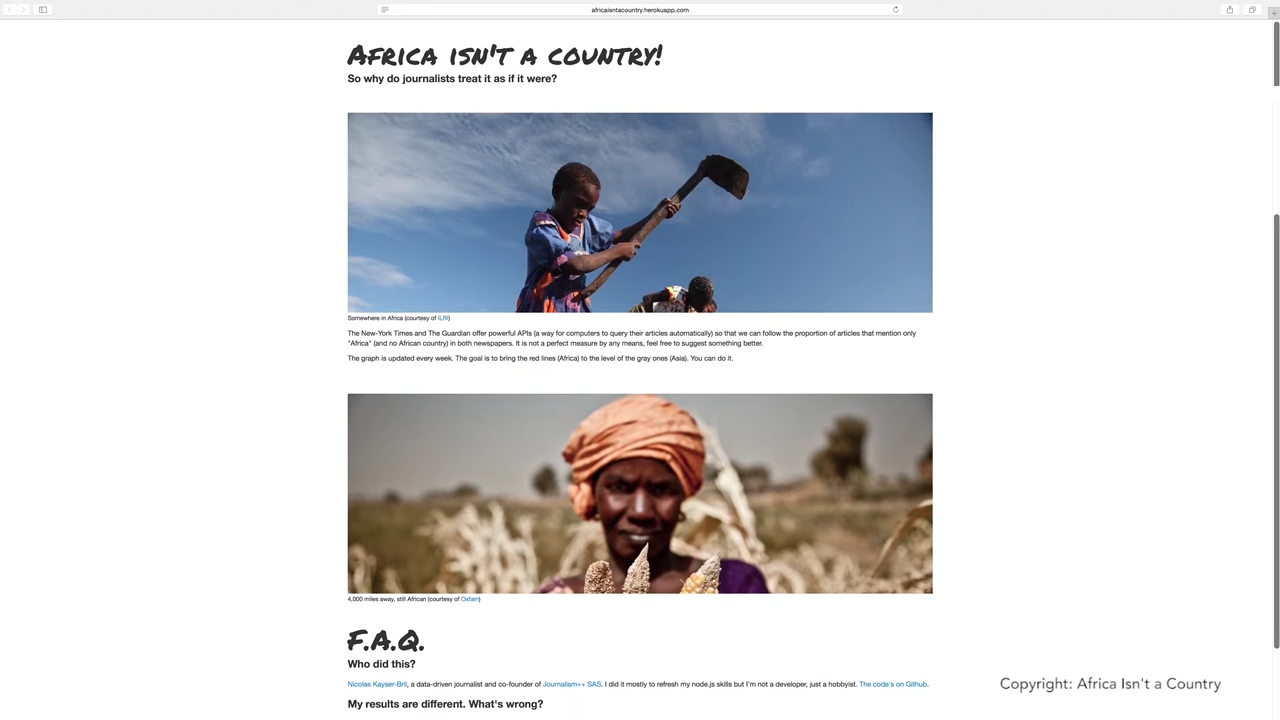 africaisntacountry.herokuapp.com
AFRICA ISN'T A COUNTRY!
So why do journalists treat it as if it were?
Somewhere in Africa (courtesy of ILRI)
The New-York Times and The Guardian offer powerful APIs (a way for computers to query their articles automatically) so that we can follow the proportion of articles that mention only
"Africa" (and no African country) in both newspapers. It is not a perfect measure by any means, feel free to suggest something better.
The graph is updated every week. The goal is to bring the red lines (Africa) to the level of the gray ones (Asia). You can do it.
4,000 miles away, still African (courtesy of Oxfam)
F.A.Q.
Who did this?
Nicolas Kayser-Bril, a data-driven journalist and co-founder of Journalism++ SAS. I did it mostly to refresh my node.js skills but I'm not a developer, just a hobbyist. The code's on Github.
Copyright: Africa Isn't a Country
My results are different. What's wrong?